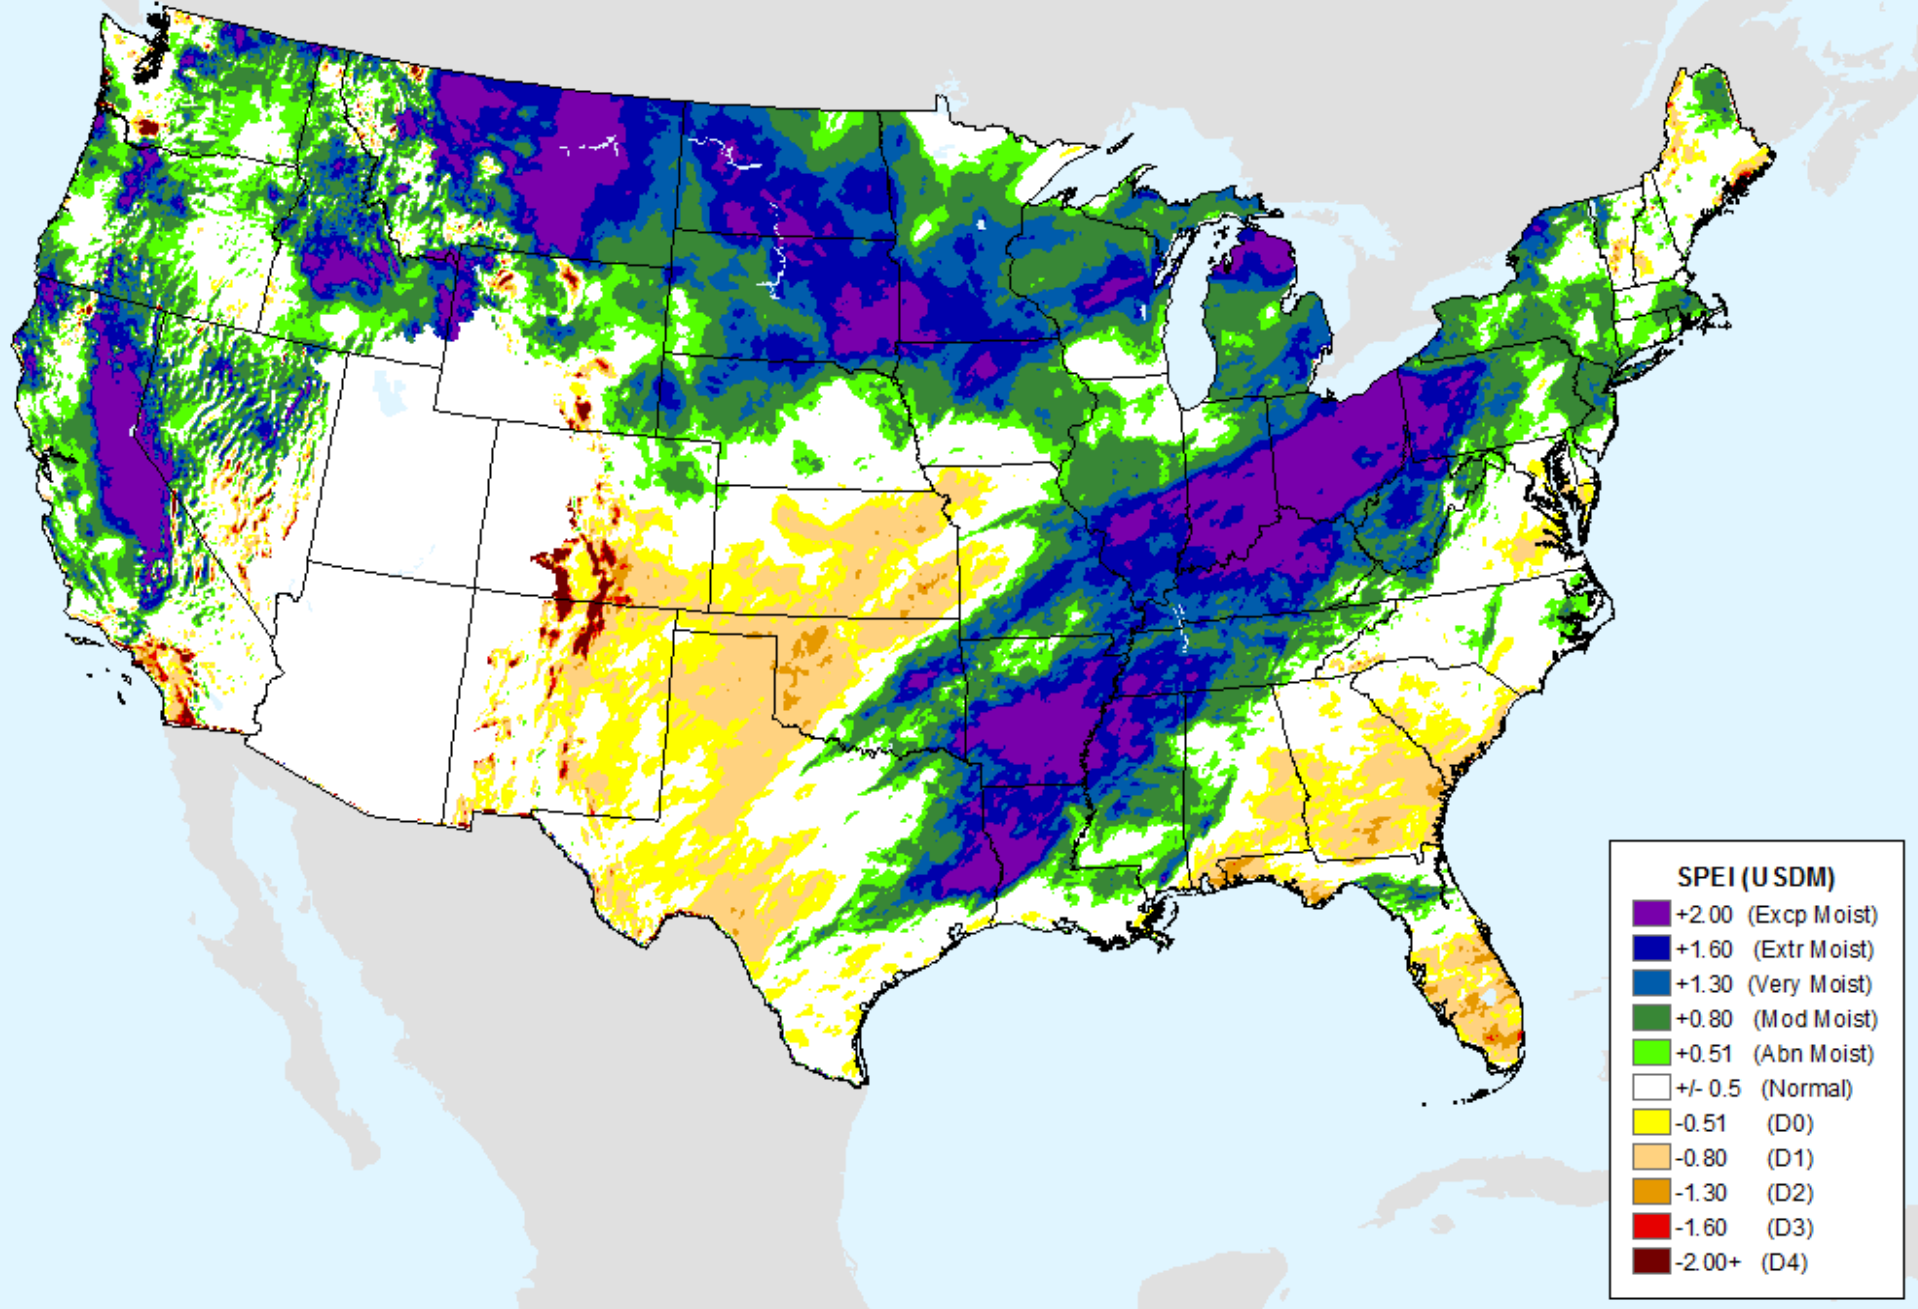 SPEI (USDM)
+2.00 (Excp Moist)
+1.60 (Extr Moist)
+1.30 (Very Moist)
+0.80 (Mod Moist)
+0.51 (Abn Moist)
+/- 0.5 (Normal)
-0.51 (D0)
-0.80 (D1)
-1.30 (D2)
-1.60 (D3)
-2.00+ (D4)